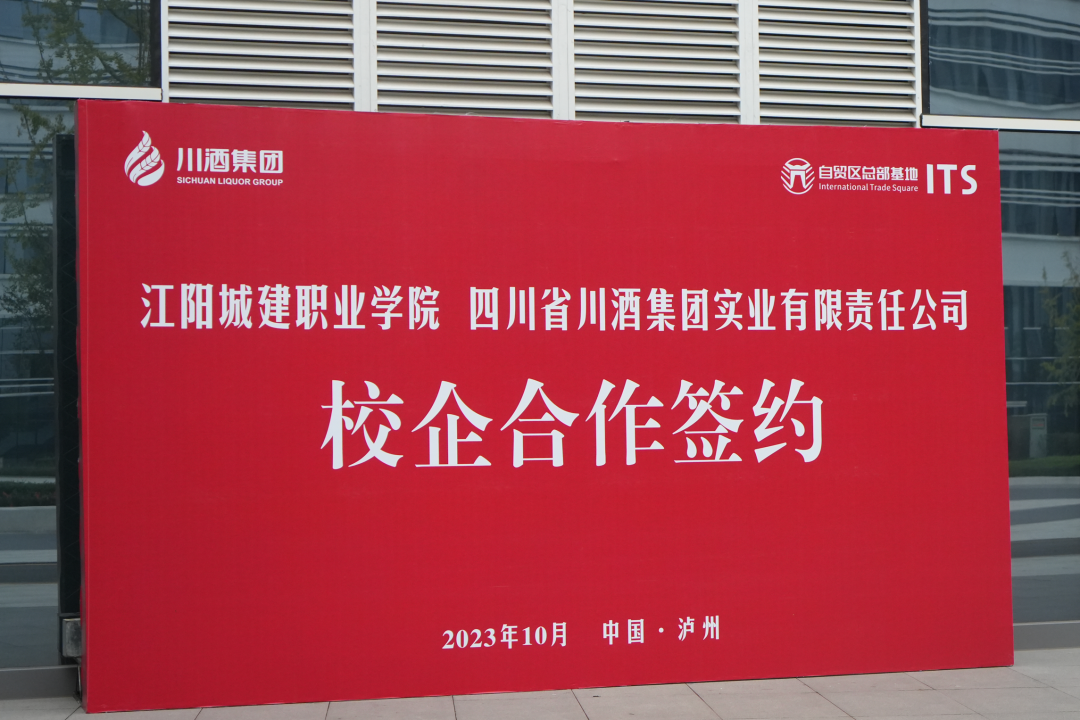 川酒集团
SICHUAN LIQUOR GROUP
自贸区总部基地
International Trade Square
ITS
江阳城建职业学院 四川省川酒集团实业有限责任公司
校企合作签约
2023年10月 中国·泸州